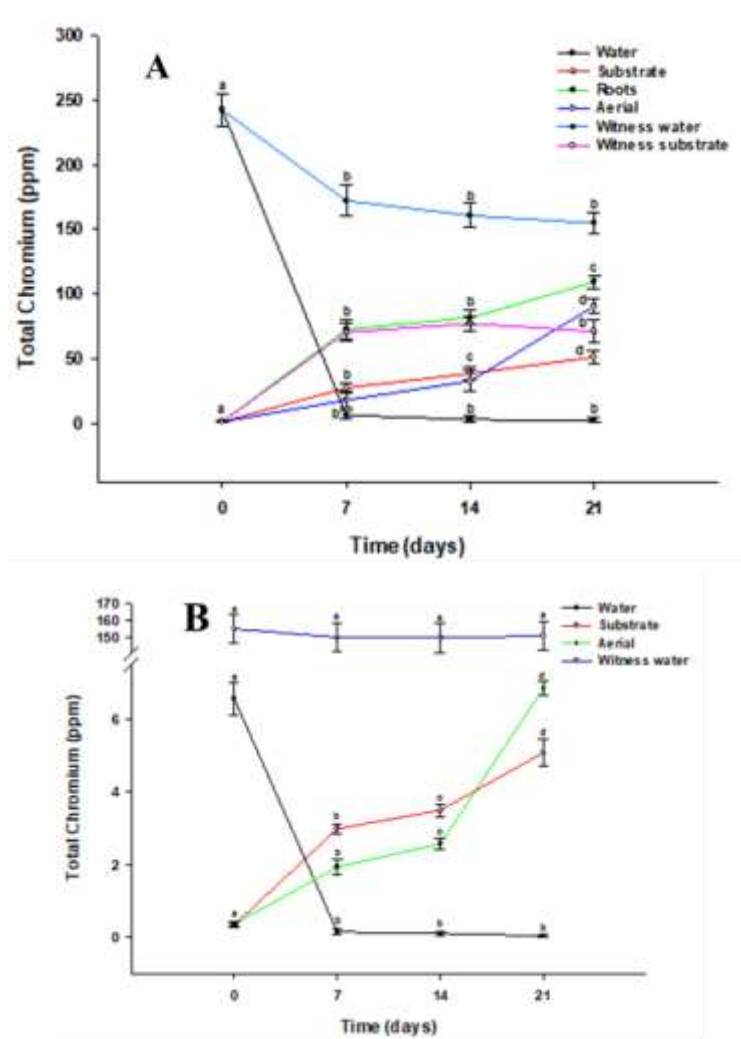 A
Total Chromium (ppm)
300
250
200
150
100
50
0
Water
Substrate
Roots
Aerial
Witness water
Witness substrate
a
b
b
b
b
b
c
d
b
b
c
d
a
b
b
b
0
7
14
21
Time (days)
B
Total Chromium (ppm)
170
160
150
6
4
2
0
Water
Substrate
Aerial
Witness water
a
b
b
b
b
0
7
14
21
Time (days)